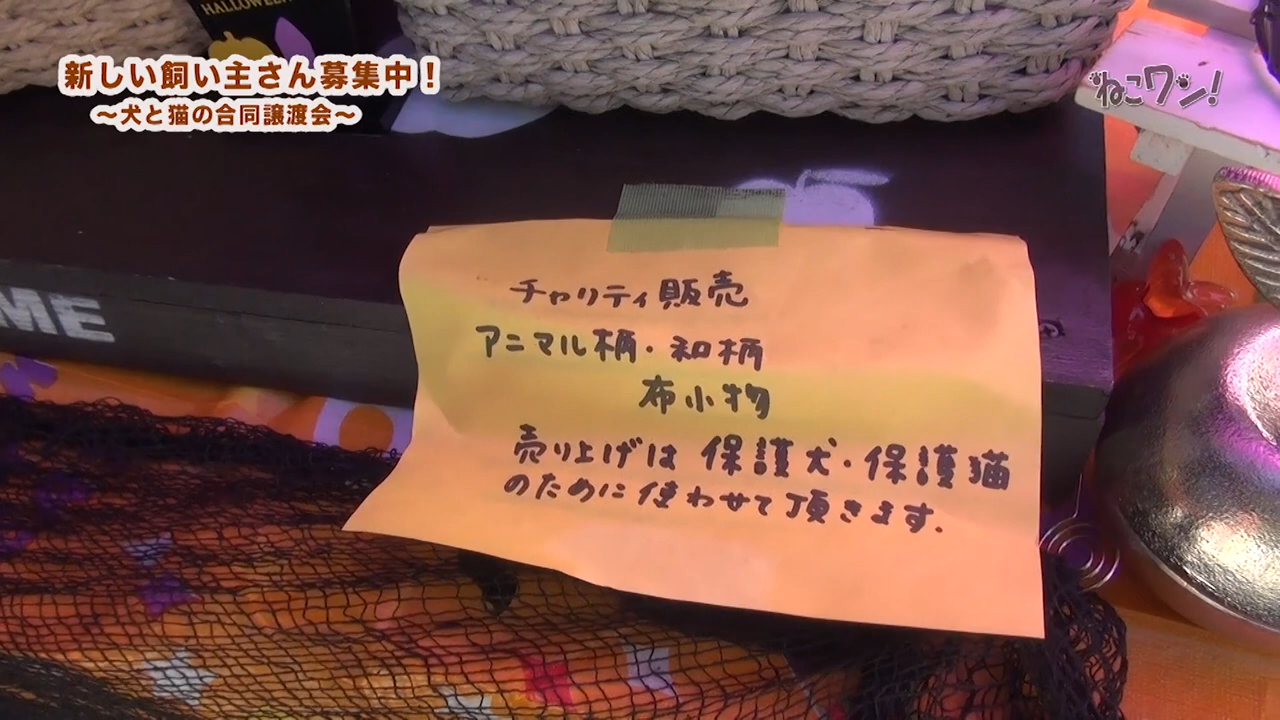 HALLOWEEN
新しい飼い主さん募集中！
～犬と猫の合同譲渡会～
ねこワン！
ME
チャリティ販売
アニマル柄・和柄
布小物
売り上げは 保護犬・保護猫
のために使わせて頂きます.